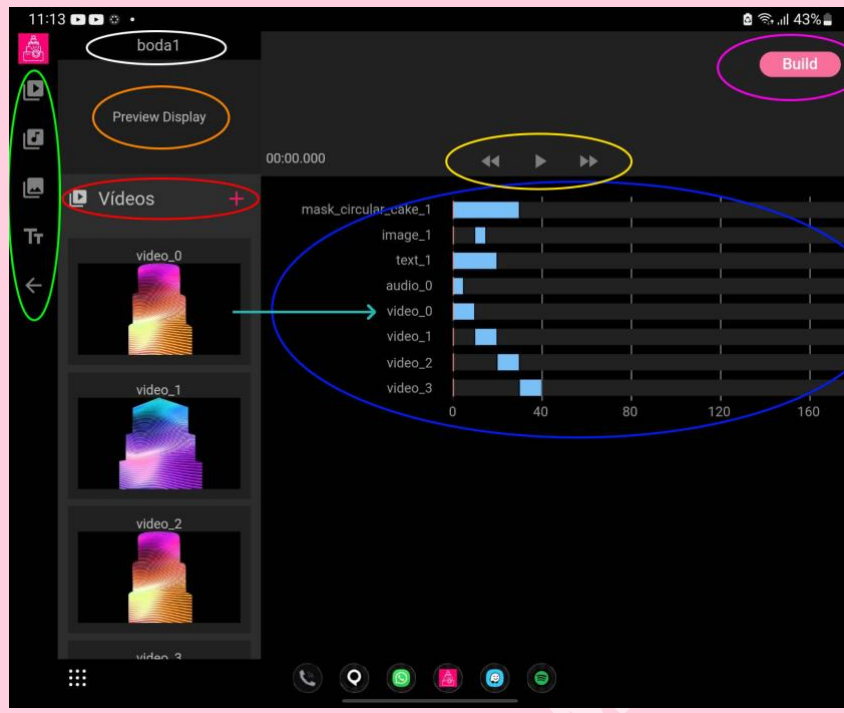 11:13
43%
boda1
Build
Preview Display
00:00.000
Vídeos +
mask_circular_cake_1
image_1
text_1
audio_0
video_0
video_1
video_2
video_3
0 40 80 120 160
Tт
video_0
video_1
video_2
video_3